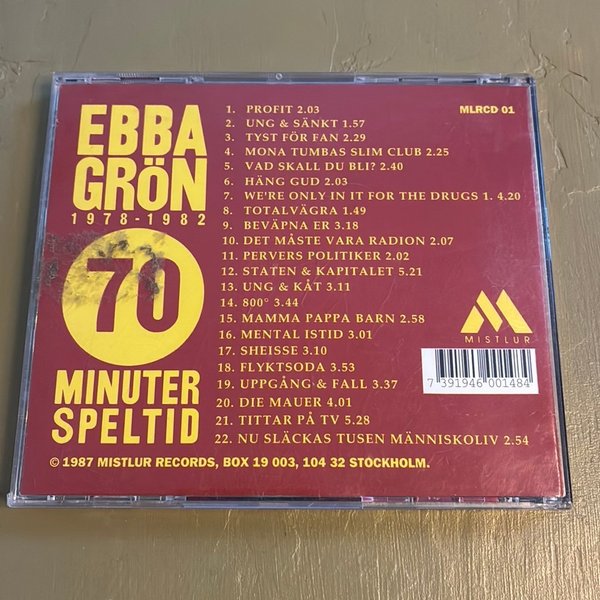 EBBA
GRÖN
1978-1982
70
MINUTER
SPELTID
1. PROFIT 2.03
2. UNG & SÄNKT 1.57
3. TYST FÖR FAN 2.29
4. MONA TUMBAS SLIM CLUB 2.25
5. VAD SKALL DU BLI? 2.40
6. HÄNG GUD 2.03
7. WE'RE ONLY IN IT FOR THE DRUGS 1. 4.20
8. TOTALVÄGRA 1.49
9. BEVÄPNA ER 3.18
10. DET MÅSTE VARA RADION 2.07
11. PERVERS POLITIKER 2.02
12. STATEN & KAPITALET 5.21
13. UNG & KÅT 3.11
14. 800° 3.44
15. MAMMA PAPPA BARN 2.58
16. MENTAL ISTID 3.01
17. SHEISSE 3.10
18. FLYKTSODA 3.53
19. UPPGÅNG & FALL 3.37
20. DIE MAUER 4.01
21. TITTAR PÅ TV 5.28
22. NU SLÄCKAS TUSEN MÄNNISKOLIV 2.54
MLRCD 01
MISTLUR
7 391946 001484
© 1987 MISTLUR RECORDS, BOX 19 003, 104 32 STOCKHOLM.